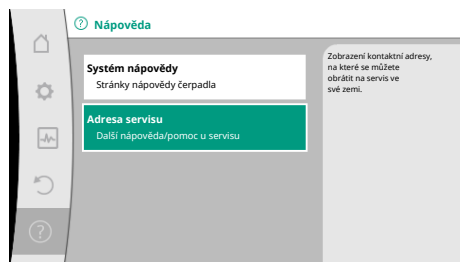 Nápověda
Systém nápovědy
Stránky nápovědy čerpadla
Adresa servisu
Další nápověda/pomoc u servisu
Zobrazení kontaktní adresy,
na které se můžete
obrátit na servis ve
své zemi.